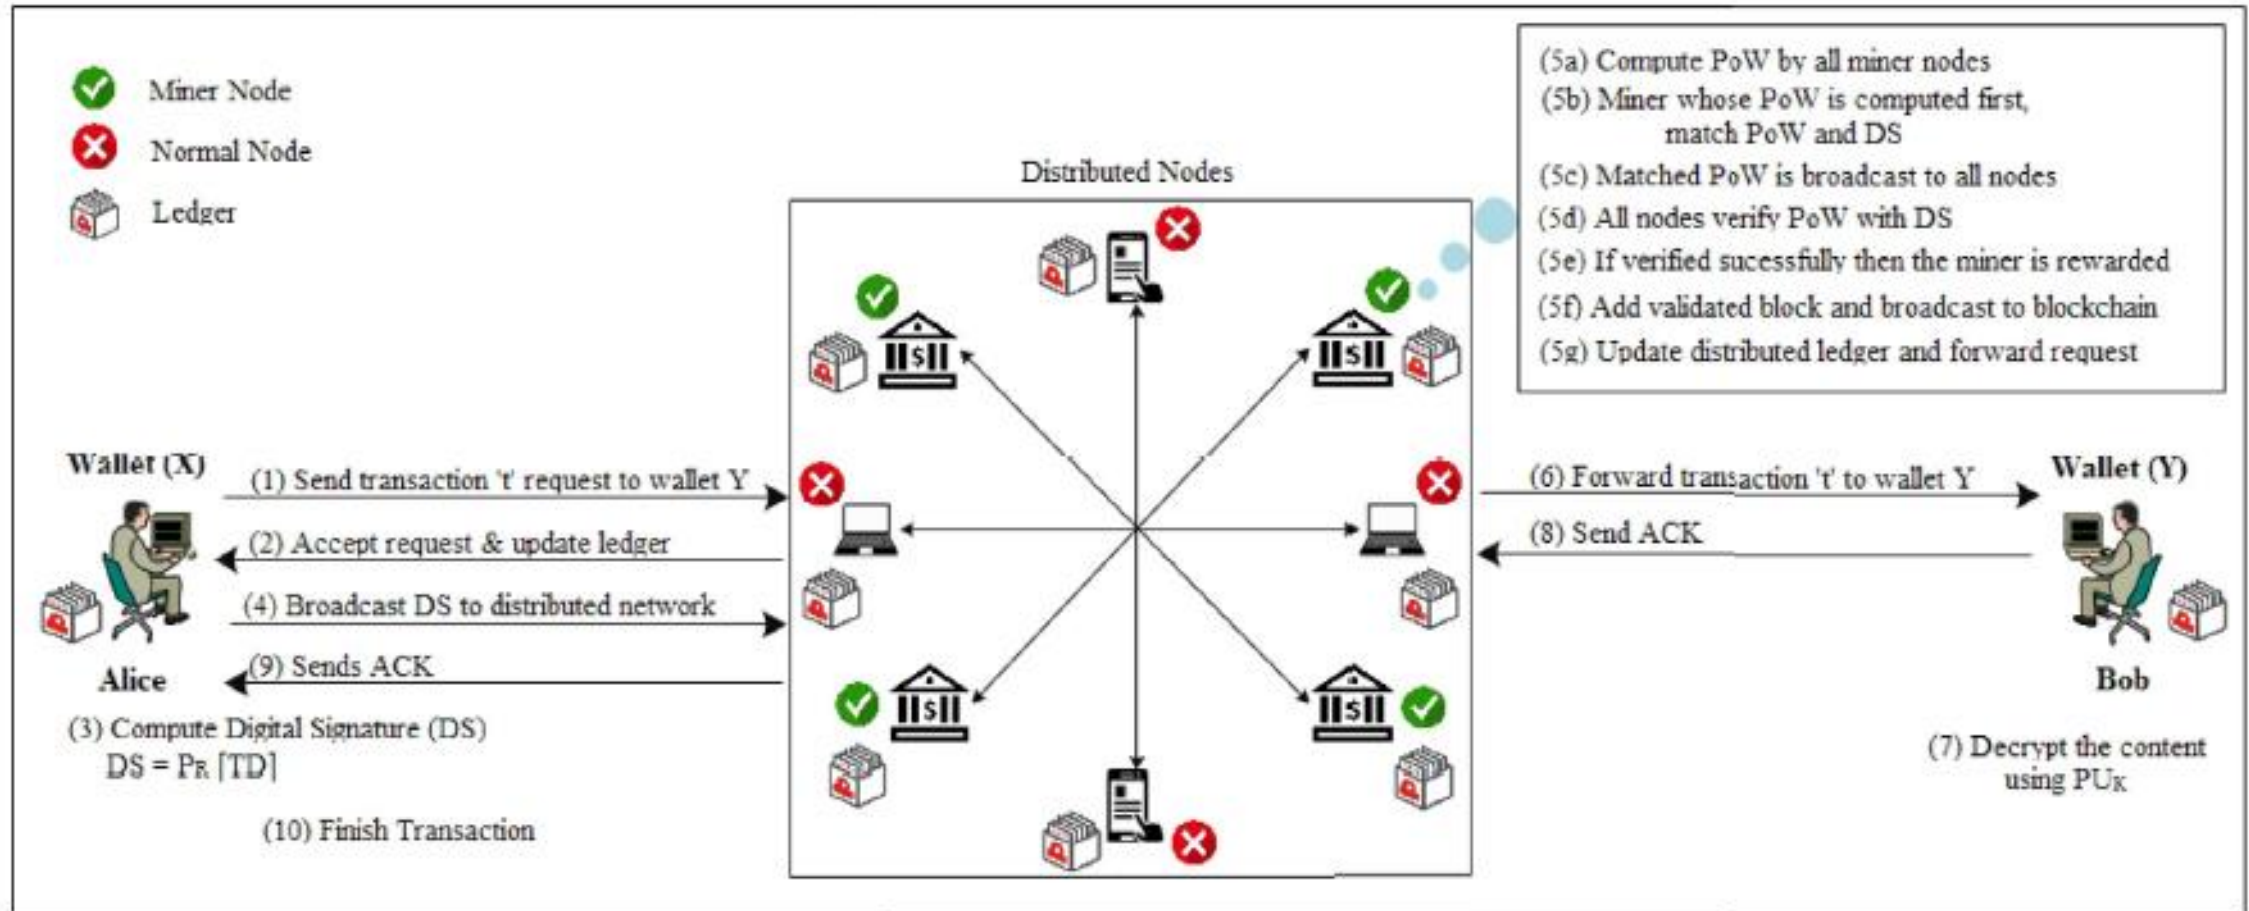 Miner Node
Normal Node
Ledger
Distributed Nodes
(5a) Compute PoW by all miner nodes
(5b) Miner whose PoW is computed first,
match PoW and DS
(5c) Matched PoW is broadcast to all nodes
(5d) All nodes verify PoW with DS
(5e) If verified sucessfully then the miner is rewarded
(5f) Add validated block and broadcast to blockchain
(5g) Update distributed ledger and forward request
Wallet (X)
(1) Send transaction 't' request to wallet Y
(2) Accept request & update ledger
(4) Broadcast DS to distributed network
(9) Sends ACK
Alice
(3) Compute Digital Signature (DS)
DS = PR [TD]
(10) Finish Transaction
(6) Forward transaction 't' to wallet Y
(8) Send ACK
Wallet (Y)
Bob
(7) Decrypt the content
using PUK
$
$
$
$